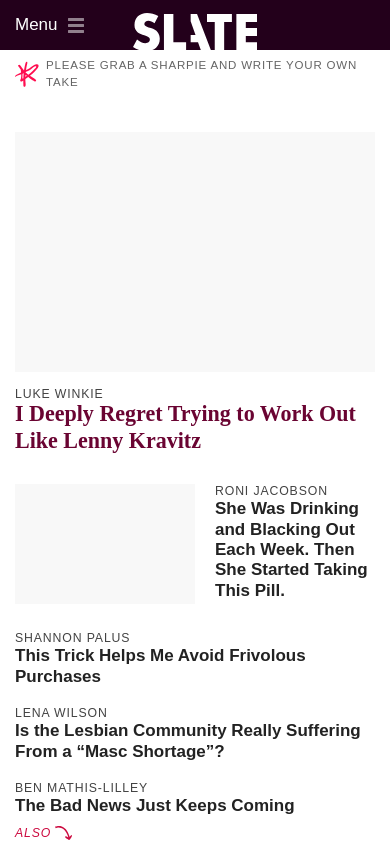 Menu
SLATE
PLEASE GRAB A SHARPIE AND WRITE YOUR OWN
TAKE
LUKE WINKIE
I Deeply Regret Trying to Work Out
Like Lenny Kravitz
RONI JACOBSON
She Was Drinking
and Blacking Out
Each Week. Then
She Started Taking
This Pill.
SHANNON PALUS
This Trick Helps Me Avoid Frivolous
Purchases
LENA WILSON
Is the Lesbian Community Really Suffering
From a “Masc Shortage”?
BEN MATHIS-LILLEY
The Bad News Just Keeps Coming
ALSO